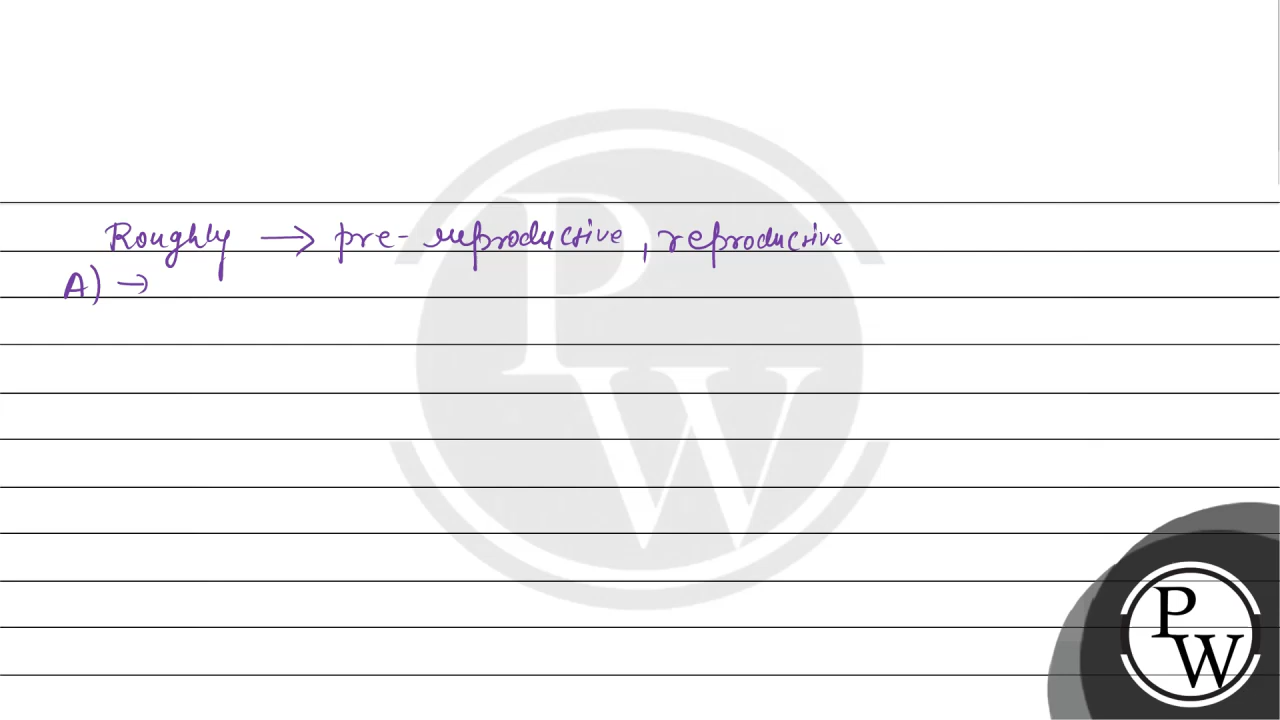 Roughly → pre-reproductive, reproductive
A) →
P
W
P
W